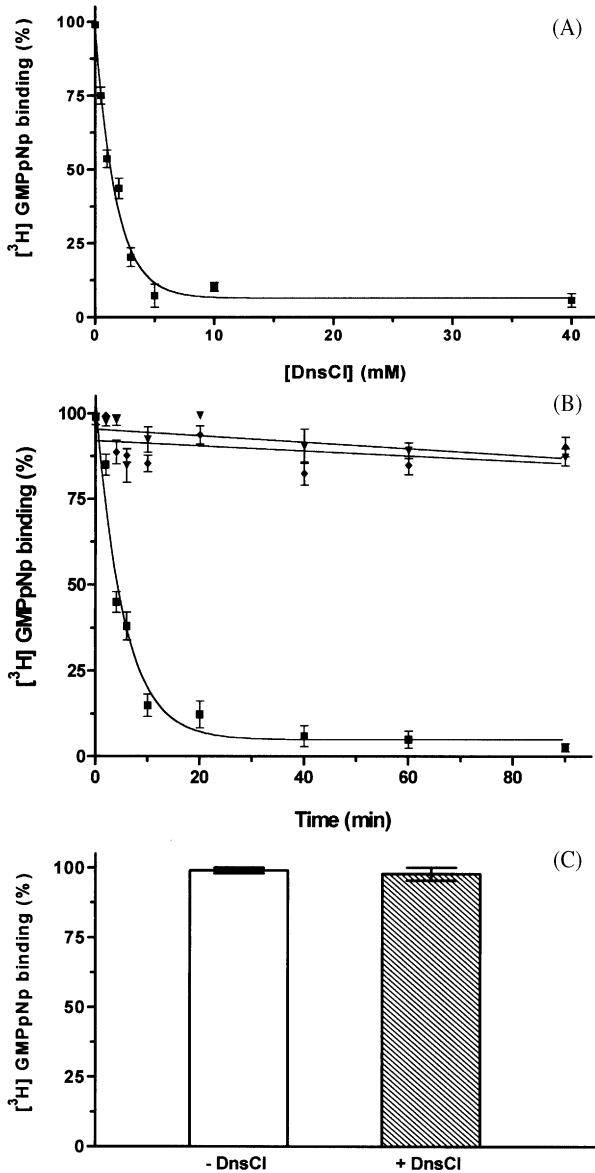 (A)
[³H] GMPpNp binding (%)
100
75
50
25
0
0 10 20 30 40
[DnsCl] (mM)
(B)
[³H] GMPpNp binding (%)
100
75
50
25
0
0 20 40 60 80
Time (min)
(C)
[³H] GMPpNp binding (%)
100
75
50
25
0
- DnsCl + DnsCl